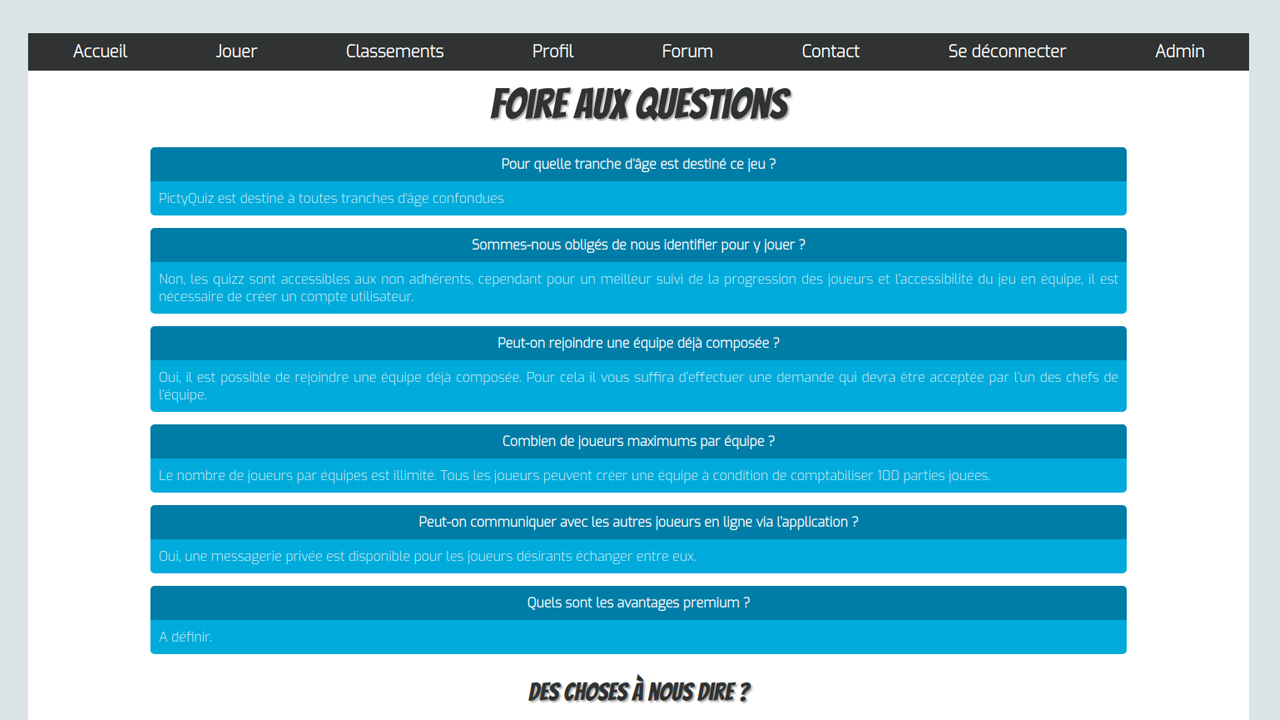 Accueil Jouer Classements Profil Forum Contact Se déconnecter Admin
FOIRE AUX QUESTIONS
Pour quelle tranche d'âge est destiné ce jeu ?
PictyQuiz est destiné à toutes tranches d'âge confondues
Sommes-nous obligés de nous identifier pour y jouer ?
Non, les quizz sont accessibles aux non adhérents, cependant pour un meilleur suivi de la progression des joueurs et l'accessibilité du jeu en équipe, il est
nécessaire de créer un compte utilisateur.
Peut-on rejoindre une équipe déjà composée ?
Oui, il est possible de rejoindre une équipe déjà composée. Pour cela il vous suffira d'effectuer une demande qui devra être acceptée par l'un des chefs de
l'équipe.
Combien de joueurs maximums par équipe ?
Le nombre de joueurs par équipes est illimité. Tous les joueurs peuvent créer une équipe à condition de comptabiliser 100 parties jouées.
Peut-on communiquer avec les autres joueurs en ligne via l'application ?
Oui, une messagerie privée est disponible pour les joueurs désirants échanger entre eux.
Quels sont les avantages premium ?
A définir.
DES CHOSES À NOUS DIRE ?